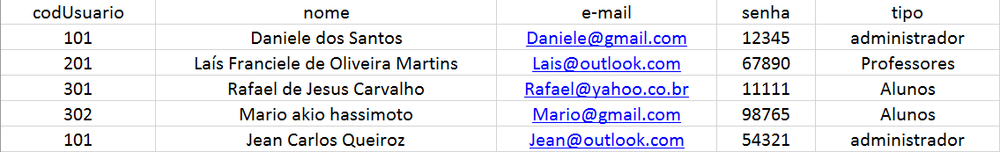 codUsuario nome e-mail senha tipo
101 Daniele dos Santos Daniele@gmail.com 12345 administrador
201 Laís Franciele de Oliveira Martins Lais@outlook.com 67890 Professores
301 Rafael de Jesus Carvalho Rafael@yahoo.co.br 11111 Alunos
302 Mario akio hassimoto Mario@gmail.com 98765 Alunos
101 Jean Carlos Queiroz Jean@outlook.com 54321 administrador